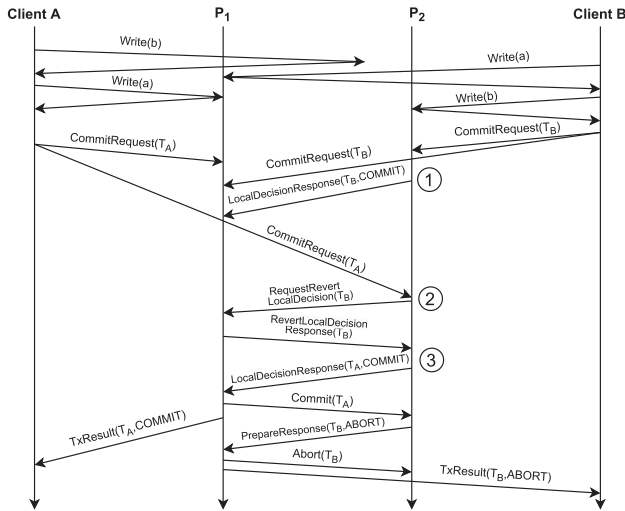 Client A P1 P2 Client B
Write(b)
Write(a)
Write(a)
Write(b)
CommitRequest(TB)
CommitRequest(TA)
CommitRequest(TB)
LocalDecisionResponse(TB,COMMIT)
1
CommitRequest(TA)
RequestRevert
LocalDecision(TB)
2
RevertLocalDecision
Response(TB)
3
LocalDecisionResponse(TA,COMMIT)
Commit(TA)
TxResult(TA,COMMIT)
PrepareResponse(TB,ABORT)
Abort(TB)
TxResult(TB,ABORT)